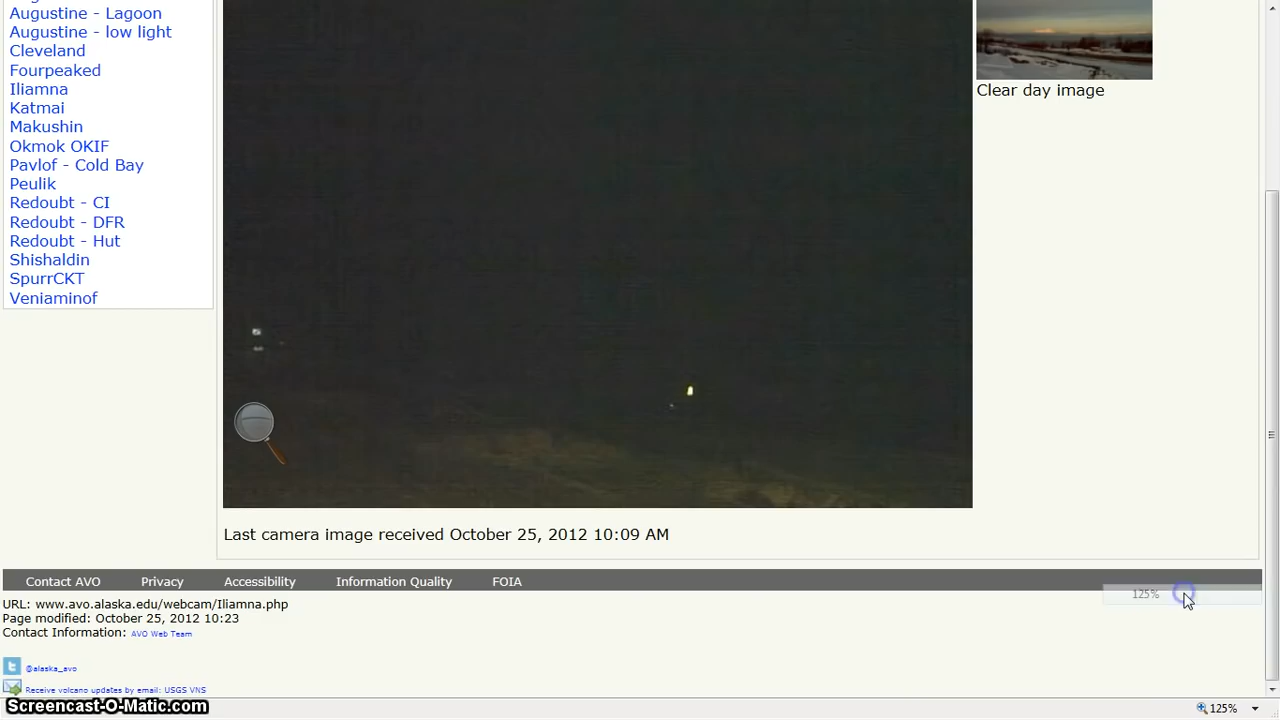 Augustine - Lagoon
Augustine - low light
Cleveland
Fourpeaked
Iliamna
Katmai
Makushin
Okmok OKIF
Pavlof - Cold Bay
Peulik
Redoubt - CI
Redoubt - DFR
Redoubt - Hut
Shishaldin
SpurrCKT
Veniaminof
Clear day image
Last camera image received October 25, 2012 10:09 AM
Contact AVO Privacy Accessibility Information Quality FOIA
125%
URL: www.avo.alaska.edu/webcam/Iliamna.php
Page modified: October 25, 2012 10:23
Contact Information: AVO Web Team
@alaska_avo
Receive volcano updates by email: USGS VNS
Screencast-O-Matic.com
125%